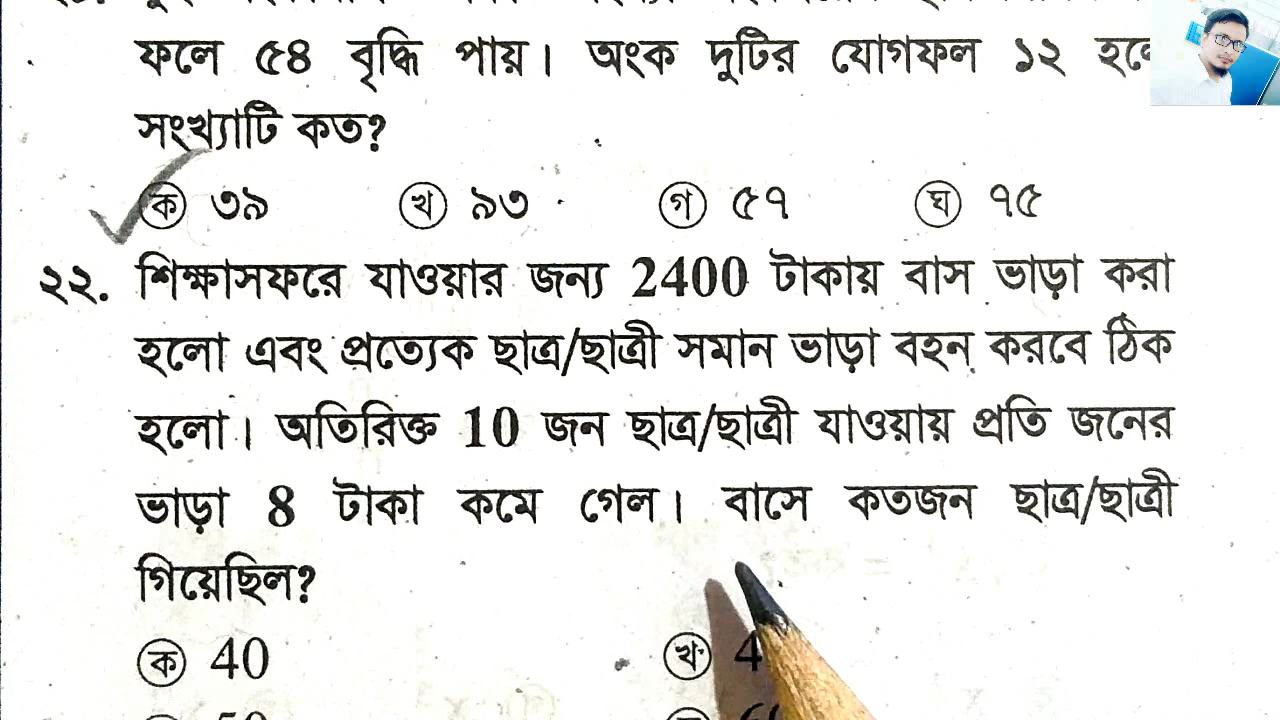 ফলে ৫৪ বৃদ্ধি পায়। অংক দুটির যোগফল ১২
সংখ্যাটি কত?
ক ৩৯ খ ৯৩ গ ৫৭ ঘ ৭৫
২২. শিক্ষাসফরে যাওয়ার জন্য 2400 টাকায় বাস ভাড়া করা
হলো এবং প্রত্যেক ছাত্র/ছাত্রী সমান ভাড়া বহন করবে ঠিক
হলো। অতিরিক্ত 10 জন ছাত্র/ছাত্রী যাওয়ায় প্রতি জনের
ভাড়া 8 টাকা কমে গেল। বাসে কতজন ছাত্র/ছাত্রী
গিয়েছিল?
ক 40 খ